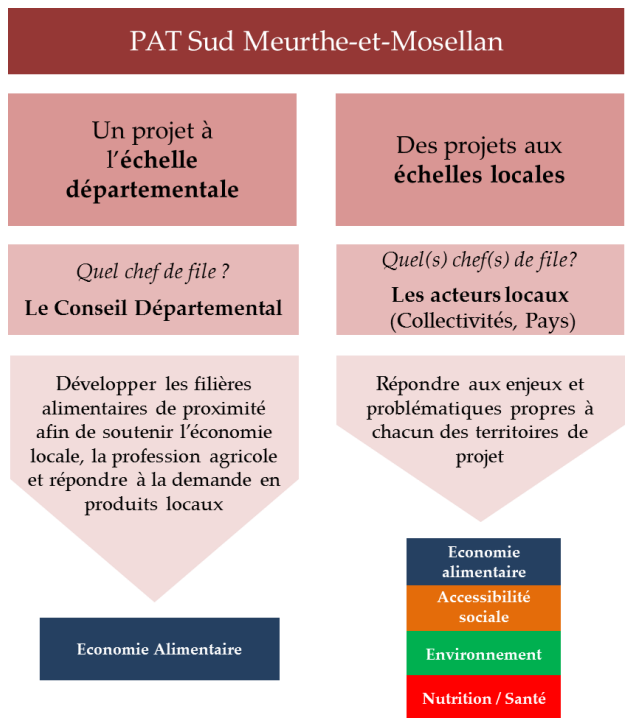 PAT Sud Meurthe-et-Mosellan
Un projet à
l’échelle
départementale
Quel chef de file ?
Le Conseil Départemental
Développer les filières
alimentaires de proximité
afin de soutenir l’économie
locale, la profession agricole
et répondre à la demande en
produits locaux
Economie Alimentaire
Des projets aux
échelles locales
Quel(s) chef(s) de file?
Les acteurs locaux
(Collectivités, Pays)
Répondre aux enjeux et
problématiques propres à
chacun des territoires de
projet
Economie
alimentaire
Accessibilité
sociale
Environnement
Nutrition / Santé